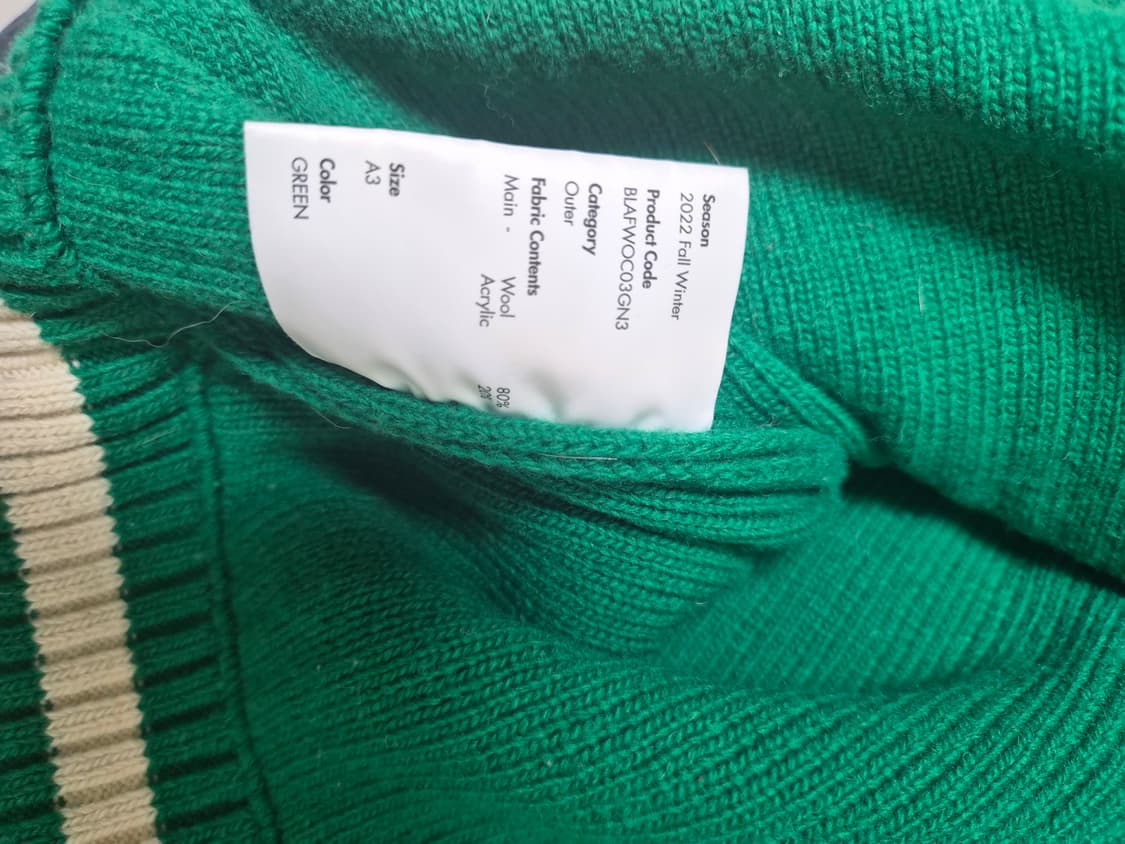 Season
2022 Fall Winter
Product Code
BLAFWOC03GN3
Category
Outer
Fabric Contents
Main - Wool 80%
Acrylic 20%
Size
A3
Color
GREEN